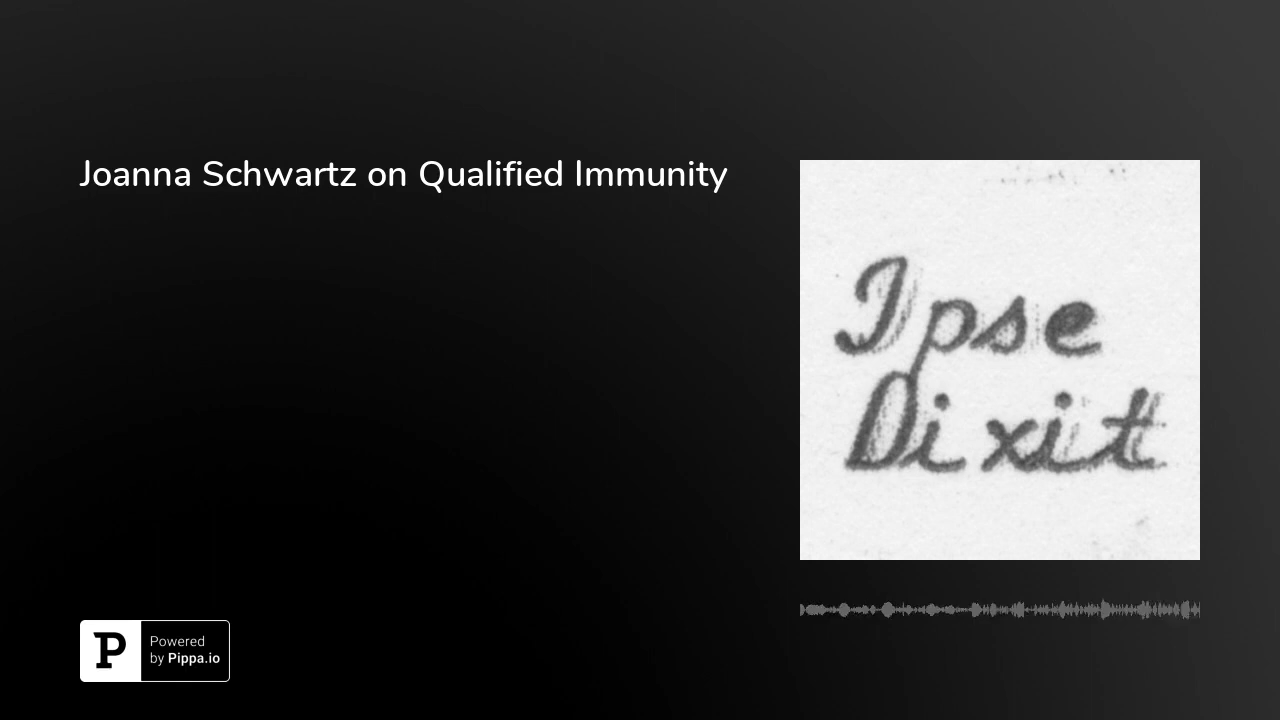 Joanna Schwartz on Qualified Immunity
Ipse
Dixit
P
Powered
by Pippa.io